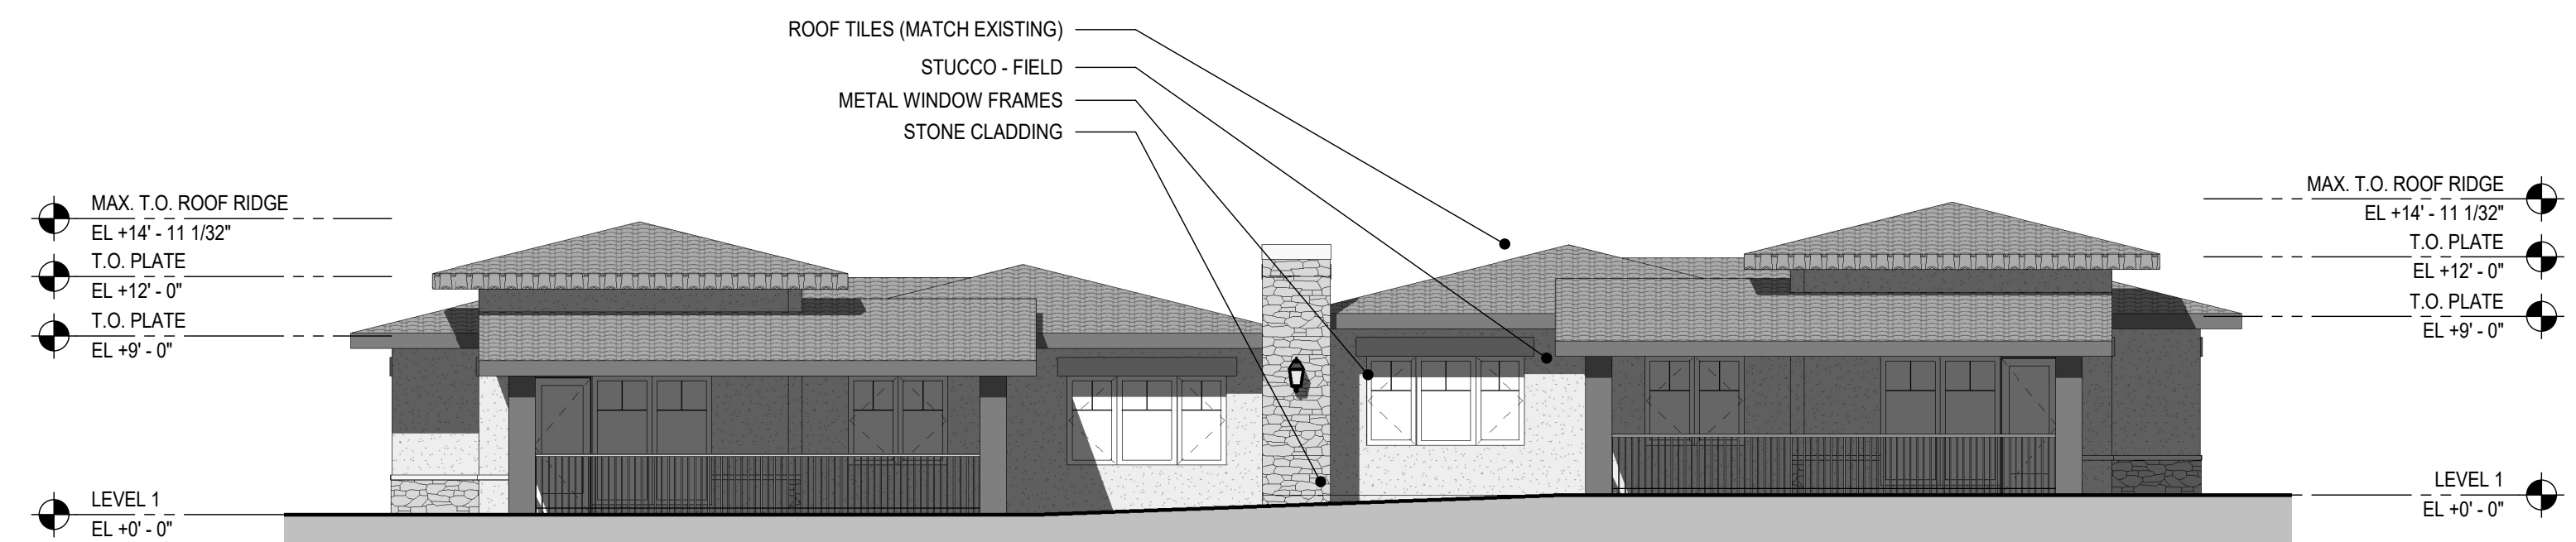 ROOF TILES (MATCH EXISTING)
STUCCO - FIELD
METAL WINDOW FRAMES
STONE CLADDING
MAX. T.O. ROOF RIDGE
EL +14' - 11 1/32"
T.O. PLATE
EL +12' - 0"
T.O. PLATE
EL +9' - 0"
LEVEL 1
EL +0' - 0"
MAX. T.O. ROOF RIDGE
EL +14' - 11 1/32"
T.O. PLATE
EL +12' - 0"
T.O. PLATE
EL +9' - 0"
LEVEL 1
EL +0' - 0"